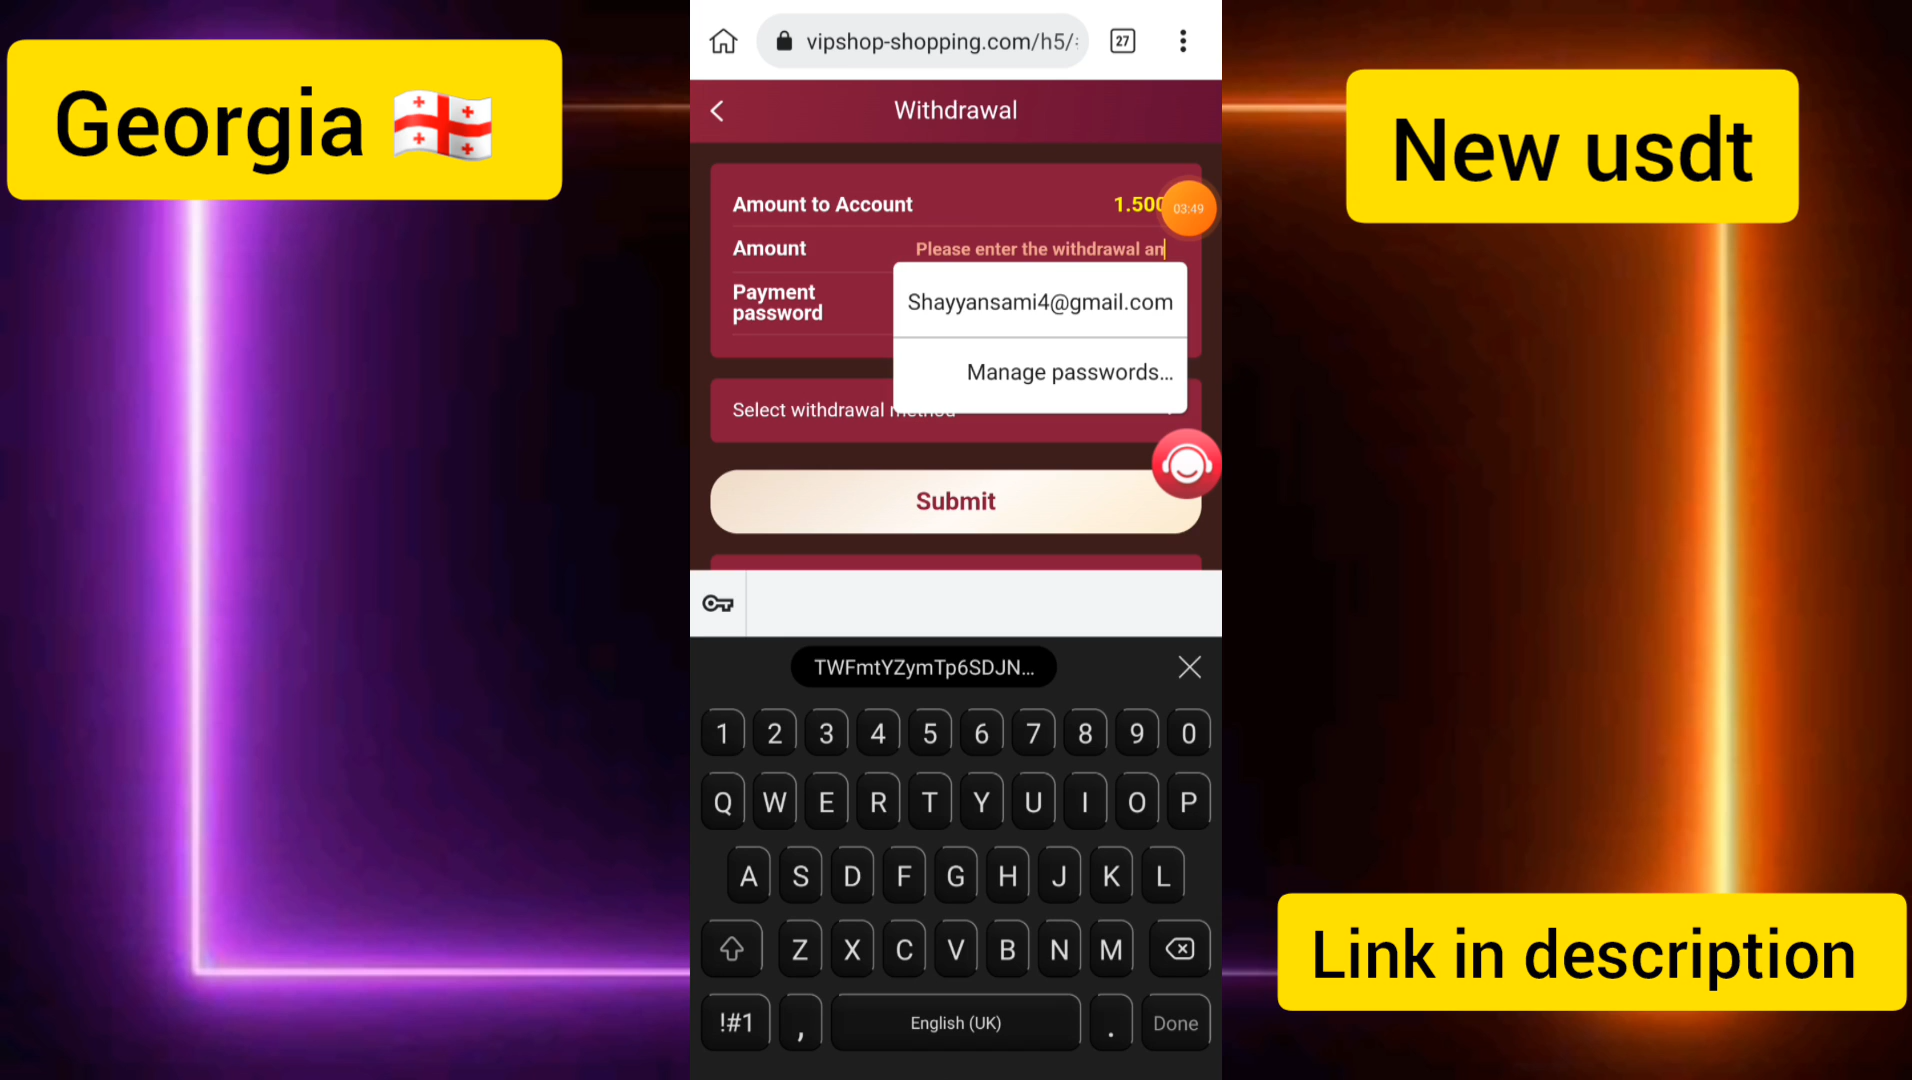 Georgia 🇬🇪
New usdt
Link in description
vipshop-shopping.com/h5/
27
Withdrawal
Amount to Account 1.500
03:49
Amount Please enter the withdrawal an
Payment password
Shayyansami4@gmail.com
Manage passwords...
Select withdrawal method
Submit
TWFmtYZymTp6SDJN...
1 2 3 4 5 6 7 8 9 0
Q W E R T Y U I O P
A S D F G H J K L
Z X C V B N M
!#1 , English (UK) . Done